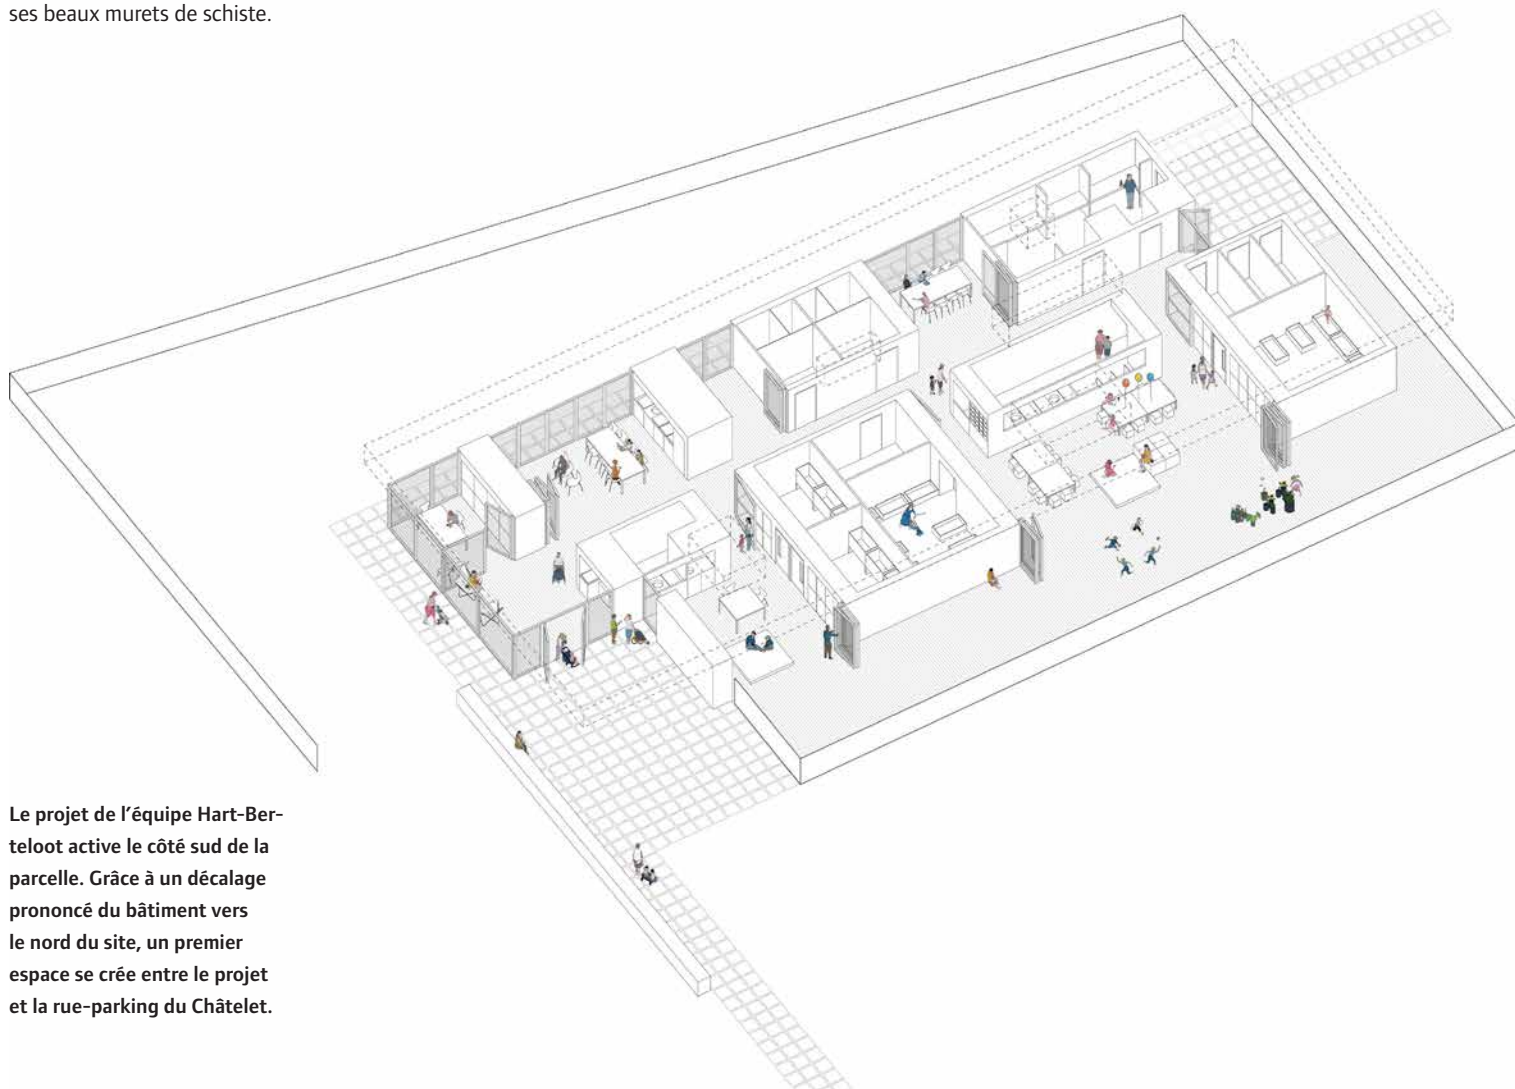 ses beaux murets de schiste.
Le projet de l'équipe Hart-Ber-
teloot active le côté sud de la
parcelle. Grâce à un décalage
prononcé du bâtiment vers
le nord du site, un premier
espace se crée entre le projet
et la rue-parking du Châtelet.